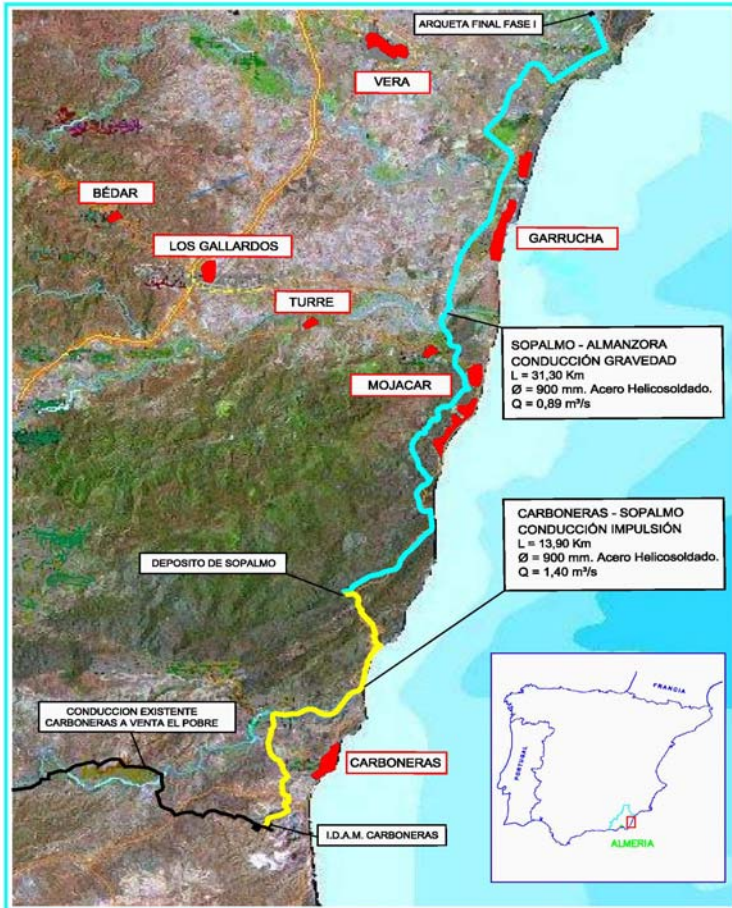 ARQUETA FINAL FASE I
VERA
BÉDAR
LOS GALLARDOS
GARRUCHA
TURRE
MOJACAR
SOPALMO - ALMANZORA
CONDUCCIÓN GRAVEDAD
L = 31,30 Km
Ø = 900 mm. Acero Helicosoldado.
Q = 0,89 m³/s
CARBONERAS - SOPALMO
CONDUCCIÓN IMPULSIÓN
L = 13,90 Km
Ø = 900 mm. Acero Helicosoldado.
Q = 1,40 m³/s
DEPOSITO DE SOPALMO
CONDUCCION EXISTENTE
CARBONERAS A VENTA EL POBRE
CARBONERAS
I.D.A.M. CARBONERAS
FRANCIA
PORTUGAL
ALMERIA